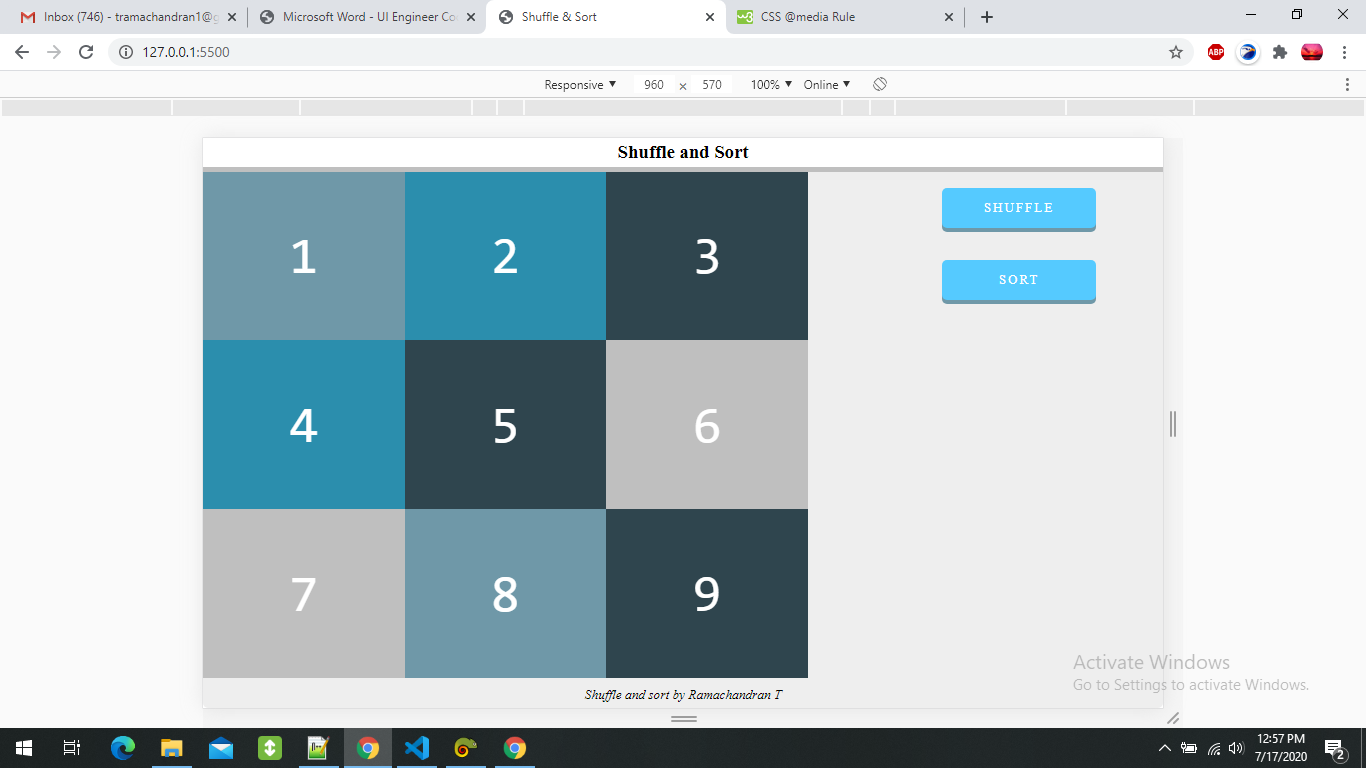 Inbox (746) - tramachandran1@g
Microsoft Word - UI Engineer Co
Shuffle & Sort
CSS @media Rule
127.0.0.1:5500
ABP
Responsive ▼ 960 × 570 100% ▼ Online ▼
Shuffle and Sort
1 2 3
SHUFFLE
SORT
4 5 6
7 8 9
Activate Windows
Go to Settings to activate Windows.
Shuffle and sort by Ramachandran T
12:57 PM
7/17/2020
2